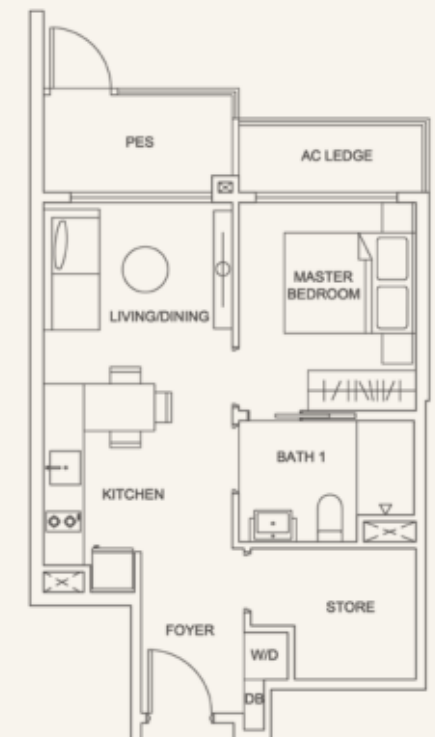 PES
AC LEDGE
MASTER
BEDROOM
LIVING/DINING
BATH 1
KITCHEN
STORE
FOYER
W/D
DB